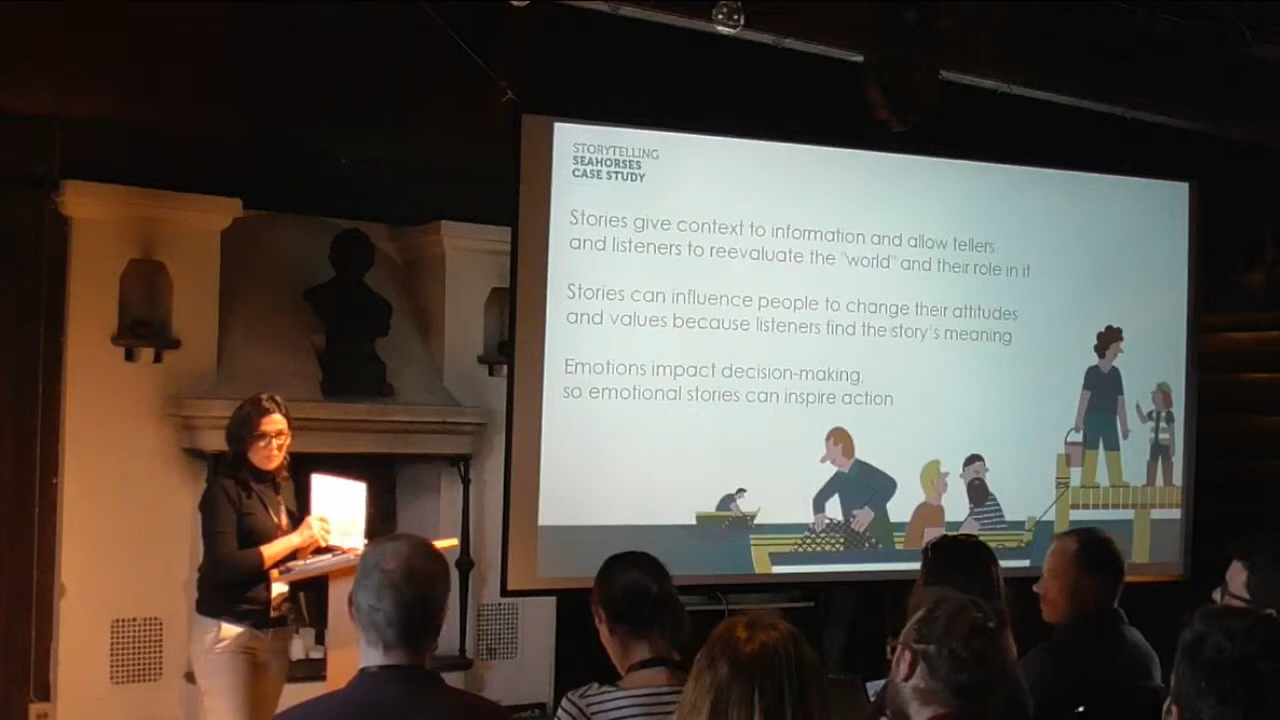 STORYTELLING
SEAHORSES
CASE STUDY
Stories give context to information and allow tellers
and listeners to reevaluate the "world" and their role in it
Stories can influence people to change their attitudes
and values because listeners find the story's meaning
Emotions impact decision-making,
so emotional stories can inspire action